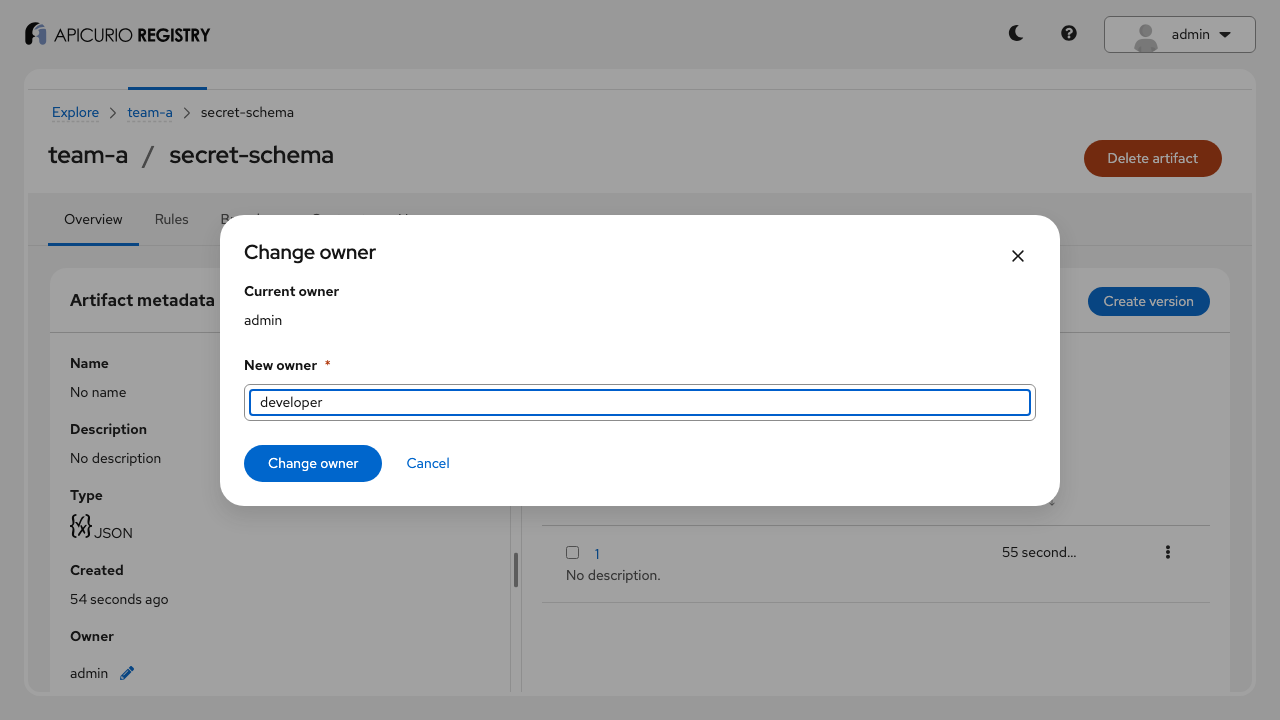 APICURIO REGISTRY
admin
Explore
team-a
secret-schema
team-a / secret-schema
Delete artifact
Overview
Rules
Change owner
Current owner
admin
New owner *
developer
Change owner
Cancel
Artifact metadata
Create version
Name
No name
Description
No description
Type
{x} JSON
Created
54 seconds ago
Owner
admin
1
55 second...
No description.